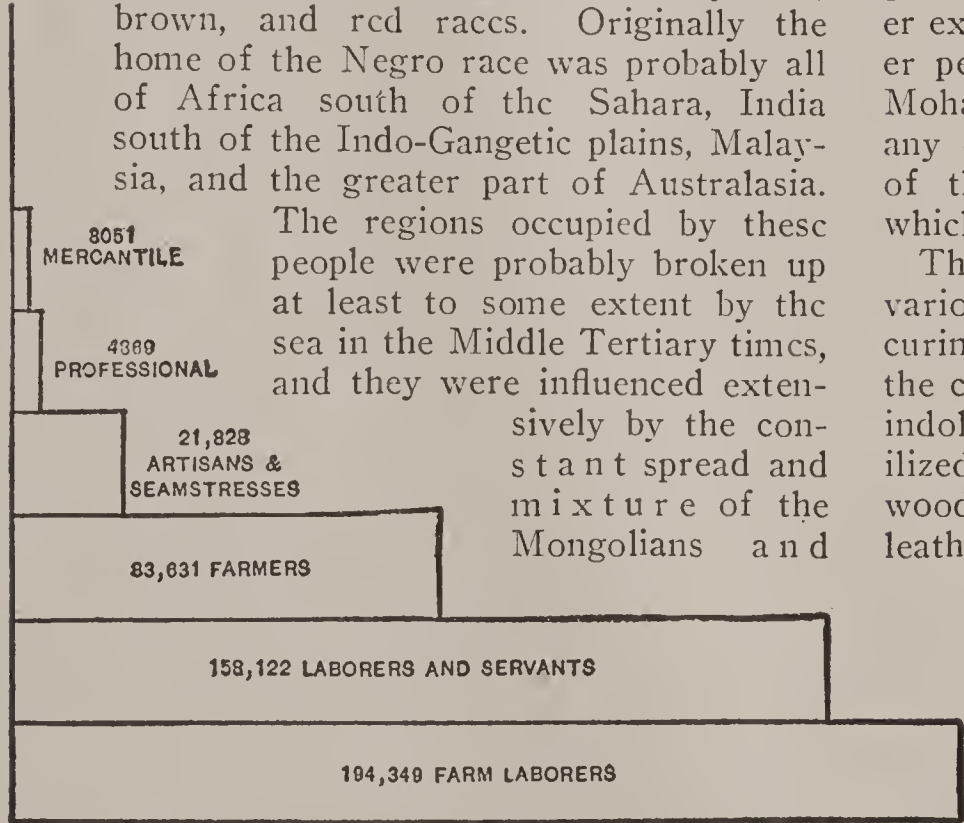 brown, and red races. Originally the
home of the Negro race was probably all
of Africa south of the Sahara, India
south of the Indo-Gangetic plains, Malay-
sia, and the greater part of Australasia.
The regions occupied by these
people were probably broken up
at least to some extent by the
sea in the Middle Tertiary times,
and they were influenced exten-
sively by the con-
stant spread and
mixture of the
Mongolians and
8051
MERCANTILE
4369
PROFESSIONAL
21,828
ARTISANS &
SEAMSTRESSES
83,631 FARMERS
158,122 LABORERS AND SERVANTS
194,349 FARM LABORERS
er ex
er pe
Moha
any
of th
which
Th
vario
curin
the c
indol
ilized
wood
leath